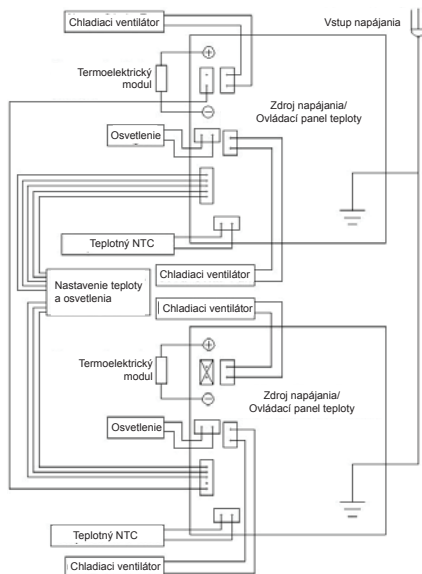 Chladiaci ventilátor
Vstup napájania
Termoelektrický
modul
Zdroj napájania/
Ovládací panel teploty
Osvetlenie
Teplotný NTC
Chladiaci ventilátor
Nastavenie teploty
a osvetlenia
Chladiaci ventilátor
Termoelektrický
modul
Zdroj napájania/
Ovládací panel teploty
Osvetlenie
Teplotný NTC
Chladiaci ventilátor